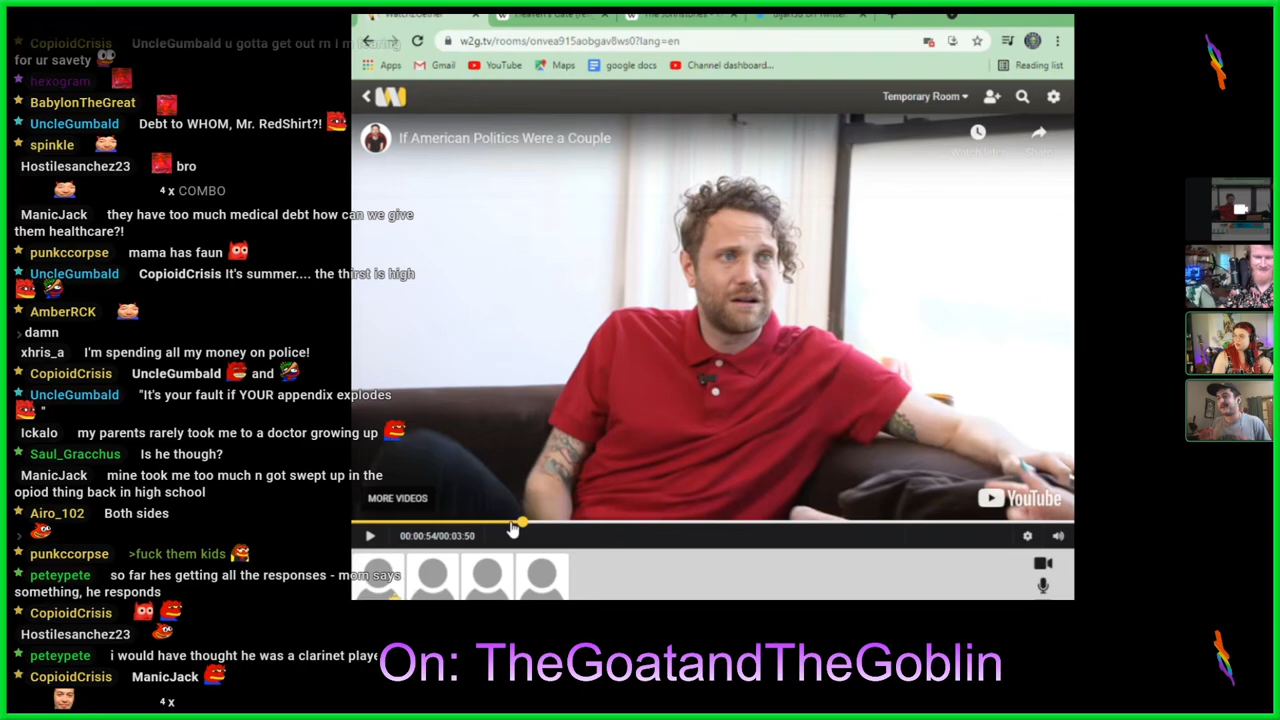 CopioidCrisis UncleGumbald u gotta get out rn I m fearing
for ur savety
hexogram
BabylonTheGreat
UncleGumbald Debt to WHOM, Mr. RedShirt?!
spinkle
Hostilesanchez23 bro
4 x COMBO
ManicJack they have too much medical debt how can we give
them healthcare?!
punkccorpse mama has faun
UncleGumbald CopioidCrisis It's summer.... the thirst is high
AmberRCK
damn
xhris_a I'm spending all my money on police!
CopioidCrisis UncleGumbald and
UncleGumbald "It's your fault if YOUR appendix explodes
"
Ickalo my parents rarely took me to a doctor growing up
Saul_Gracchus Is he though?
ManicJack mine took me too much n got swept up in the
opiod thing back in high school
Airo_102 Both sides
punkccorpse >fuck them kids
peteypete so far hes getting all the responses - mom says
something, he responds
CopioidCrisis
Hostilesanchez23
peteypete i would have thought he was a clarinet playe
CopioidCrisis ManicJack
4 x
Watch2Gether
w2g.tv/rooms/onvea915aobgav8ws0?lang=en
Apps Gmail YouTube Maps google docs Channel dashboard... Reading list
Temporary Room
If American Politics Were a Couple
Watch later Share
MORE VIDEOS
YouTube
00:00:54/00:03:50
On: TheGoatandTheGoblin